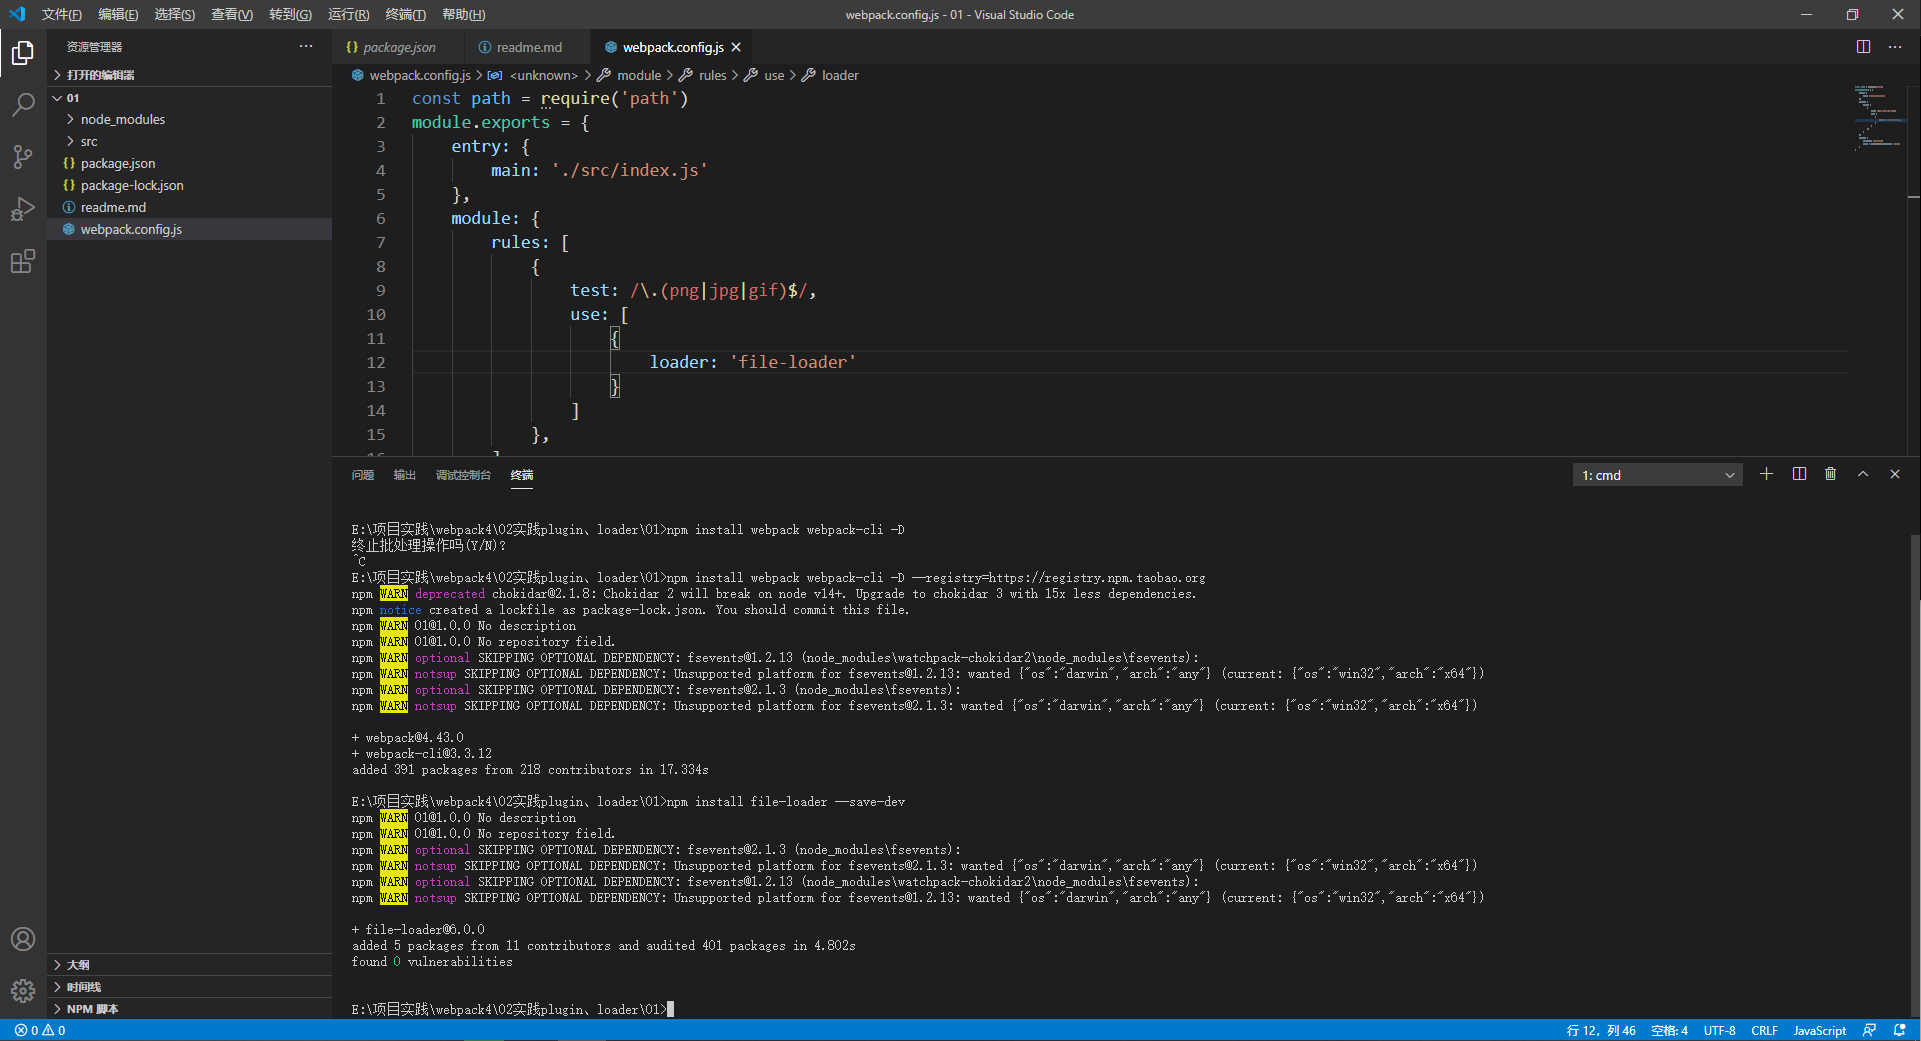 文件(F) 编辑(E) 选择(S) 查看(V) 转到(G) 运行(R) 终端(T) 帮助(H)
webpack.config.js - 01 - Visual Studio Code
资源管理器
打开的编辑器
01
node_modules
src
package.json
package-lock.json
readme.md
webpack.config.js
大纲
时间线
NPM 脚本
package.json readme.md webpack.config.js
webpack.config.js > <unknown> > module > rules > use > loader
1 const path = require('path')
2 module.exports = {
3 entry: {
4 main: './src/index.js'
5 },
6 module: {
7 rules: [
8 {
9 test: /\.(png|jpg|gif)$/,
10 use: [
11 {
12 loader: 'file-loader'
13 }
14 ]
15 },
16 ]
问题 输出 调试控制台 终端
1: cmd
E:\项目实践\webpack4\02实践plugin、loader\01>npm install webpack webpack-cli -D
终止批处理操作吗(Y/N)?
^C
E:\项目实践\webpack4\02实践plugin、loader\01>npm install webpack webpack-cli -D --registry=https://registry.npm.taobao.org
npm WARN deprecated chokidar@2.1.8: Chokidar 2 will break on node v14+. Upgrade to chokidar 3 with 15x less dependencies.
npm notice created a lockfile as package-lock.json. You should commit this file.
npm WARN 01@1.0.0 No description
npm WARN 01@1.0.0 No repository field.
npm WARN optional SKIPPING OPTIONAL DEPENDENCY: fsevents@1.2.13 (node_modules\watchpack-chokidar2\node_modules\fsevents):
npm WARN notsup SKIPPING OPTIONAL DEPENDENCY: Unsupported platform for fsevents@1.2.13: wanted {"os":"darwin","arch":"any"} (current: {"os":"win32","arch":"x64"})
npm WARN optional SKIPPING OPTIONAL DEPENDENCY: fsevents@2.1.3 (node_modules\fsevents):
npm WARN notsup SKIPPING OPTIONAL DEPENDENCY: Unsupported platform for fsevents@2.1.3: wanted {"os":"darwin","arch":"any"} (current: {"os":"win32","arch":"x64"})
+ webpack@4.43.0
+ webpack-cli@3.3.12
added 391 packages from 218 contributors in 17.334s
E:\项目实践\webpack4\02实践plugin、loader\01>npm install file-loader --save-dev
npm WARN 01@1.0.0 No description
npm WARN 01@1.0.0 No repository field.
npm WARN optional SKIPPING OPTIONAL DEPENDENCY: fsevents@2.1.3 (node_modules\fsevents):
npm WARN notsup SKIPPING OPTIONAL DEPENDENCY: Unsupported platform for fsevents@2.1.3: wanted {"os":"darwin","arch":"any"} (current: {"os":"win32","arch":"x64"})
npm WARN optional SKIPPING OPTIONAL DEPENDENCY: fsevents@1.2.13 (node_modules\watchpack-chokidar2\node_modules\fsevents):
npm WARN notsup SKIPPING OPTIONAL DEPENDENCY: Unsupported platform for fsevents@1.2.13: wanted {"os":"darwin","arch":"any"} (current: {"os":"win32","arch":"x64"})
+ file-loader@6.0.0
added 5 packages from 11 contributors and audited 401 packages in 4.802s
found 0 vulnerabilities
E:\项目实践\webpack4\02实践plugin、loader\01>
0 0
行 12，列 46 空格: 4 UTF-8 CRLF JavaScript